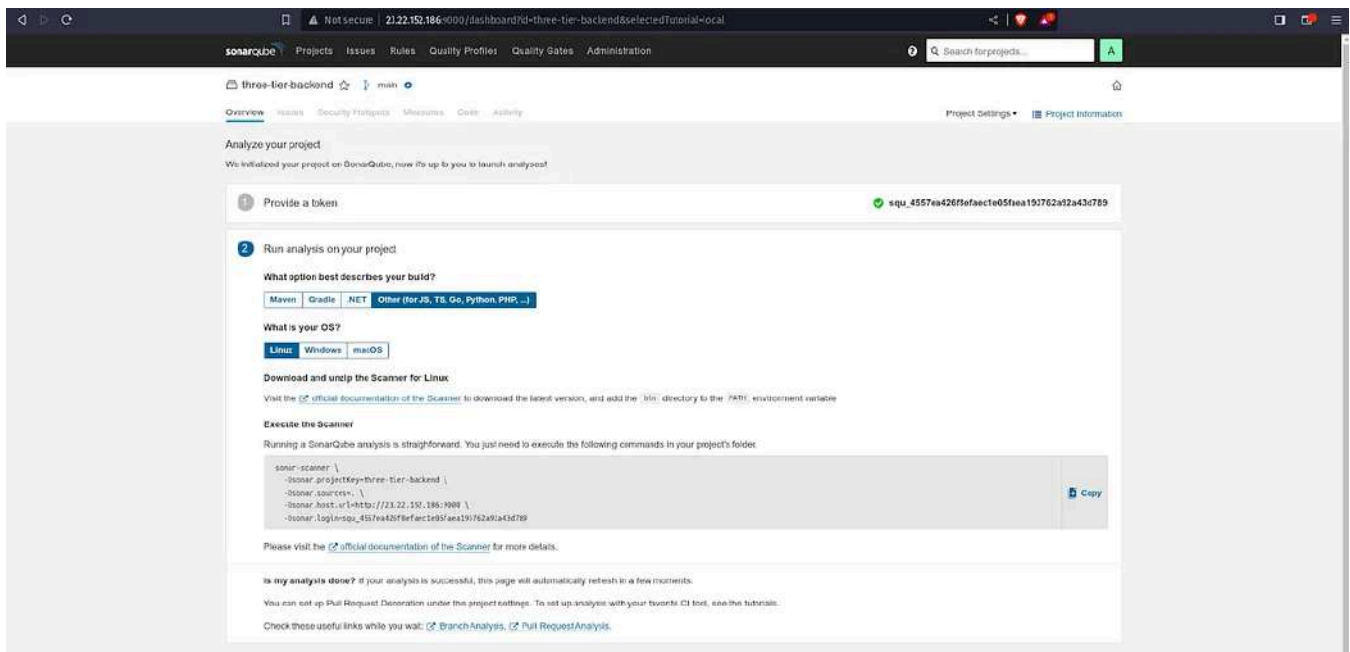 Not secure | 23.22.152.186:9000/dashboard?id=three-tier-backend&selectedTutorial=local
sonarqube Projects Issues Rules Quality Profiles Quality Gates Administration Search for projects... A
three-tier-backend main
Overview Issues Security Hotspots Measures Code Activity Project Settings Project Information
Analyze your project
We initialized your project on SonarQube, now it's up to you to launch analyses!
1 Provide a token
2 Run analysis on your project
What option best describes your build?
Maven Gradle .NET Other (for JS, TS, Go, Python, PHP, ...)
What is your OS?
Linux Windows macOS
Download and unzip the Scanner for Linux
Visit the official documentation of the Scanner to download the latest version, and add the bin directory to the PATH environment variable
Execute the Scanner
Running a SonarQube analysis is straightforward. You just need to execute the following commands in your project's folder.
sonar-scanner \
-Dsonar.projectKey=three-tier-backend \
-Dsonar.sources=. \
-Dsonar.host.url=http://23.22.152.186:9000 \
Copy
Please visit the official documentation of the Scanner for more details.
Is my analysis done? If your analysis is successful, this page will automatically refresh in a few moments.
You can set up Pull Request Decoration under the project settings. To set up analysis with your favorite CI tool, see the tutorials.
Check these useful links while you wait: Branch Analysis, Pull Request Analysis.